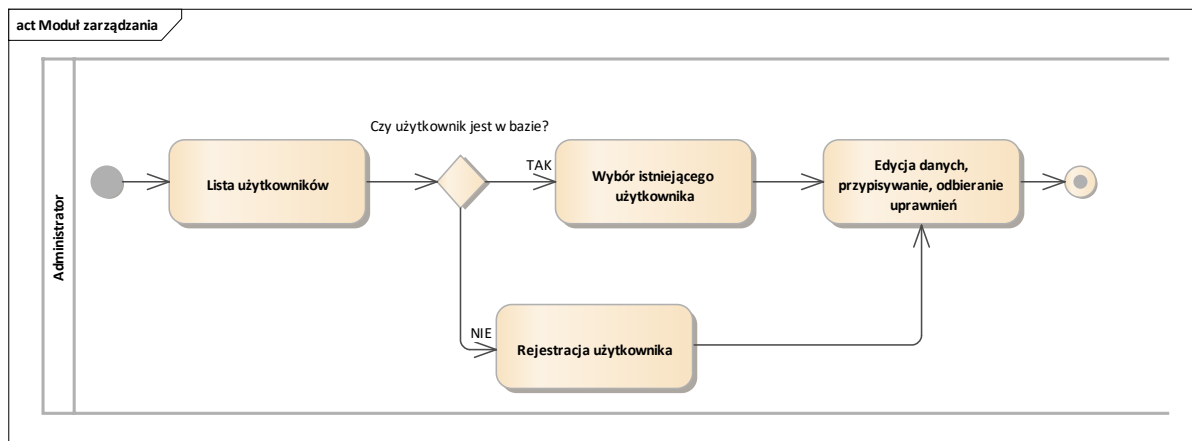 act Moduł zarządzania
Administrator
Czy użytkownik jest w bazie?
Lista użytkowników
TAK
Wybór istniejącego
użytkownika
Edycja danych,
przypisywanie, odbieranie
uprawnień
NIE
Rejestracja użytkownika